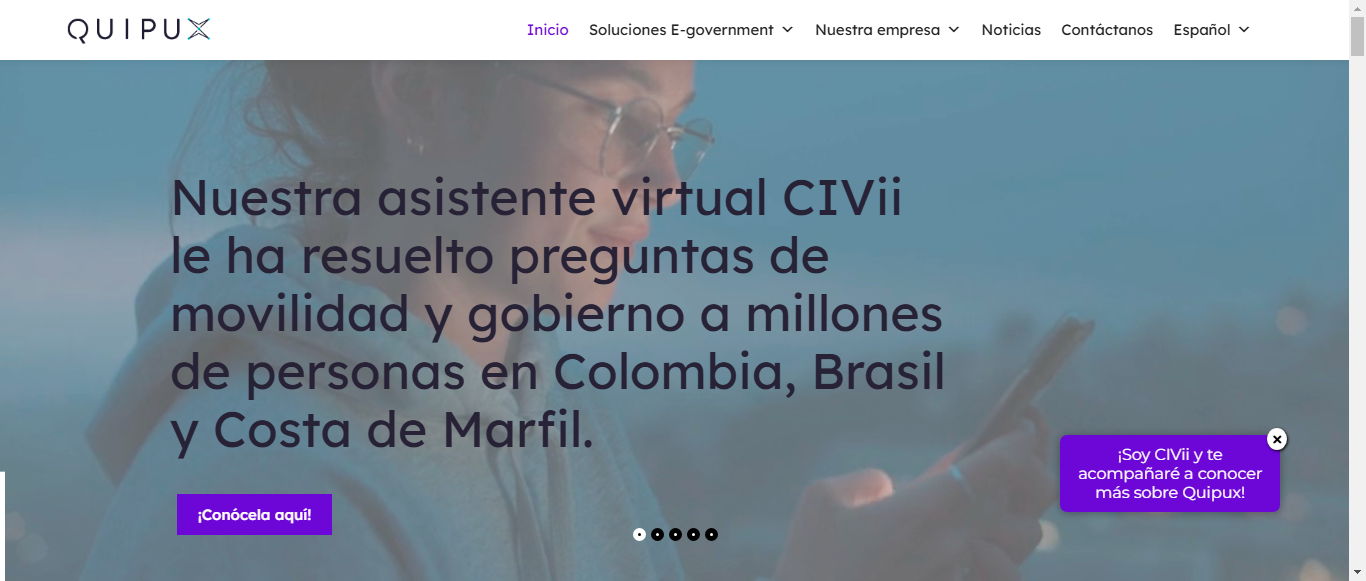 QUIPUX
Inicio
Soluciones E-government
Nuestra empresa
Noticias
Contáctanos
Español
Nuestra asistente virtual CIVii
le ha resuelto preguntas de
movilidad y gobierno a millones
de personas en Colombia, Brasil
y Costa de Marfil.
¡Conócela aquí!
¡Soy CIVii y te
acompañaré a conocer
más sobre Quipux!